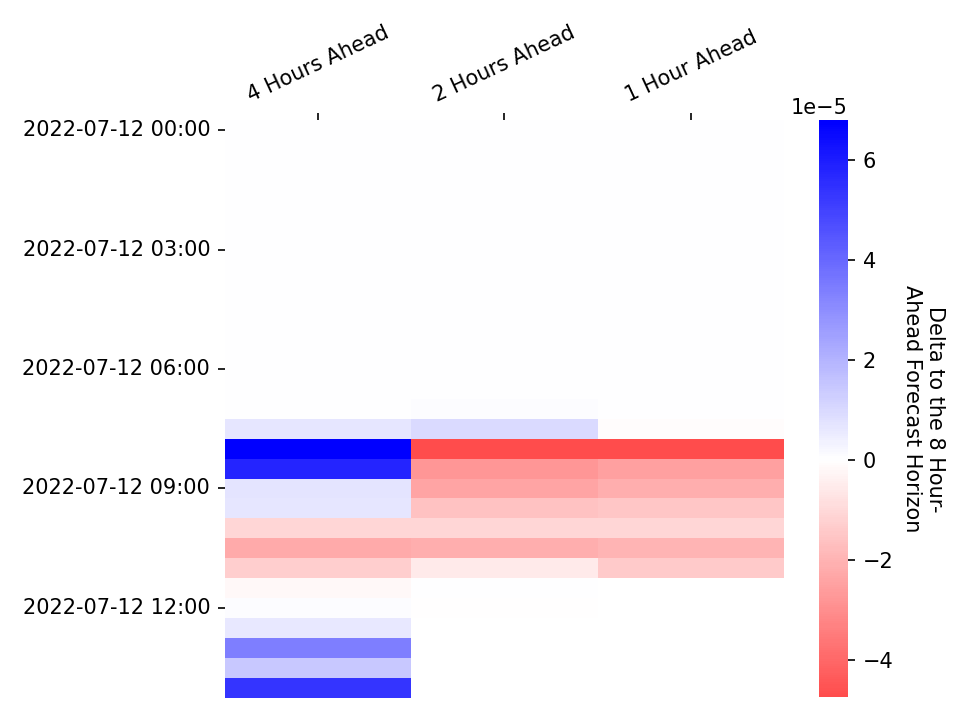 4 Hours Ahead
2 Hours Ahead
1 Hour Ahead
2022-07-12 00:00
2022-07-12 03:00
2022-07-12 06:00
2022-07-12 09:00
2022-07-12 12:00
1e−5
6
4
2
0
−2
−4
Delta to the 8 Hour-
Ahead Forecast Horizon